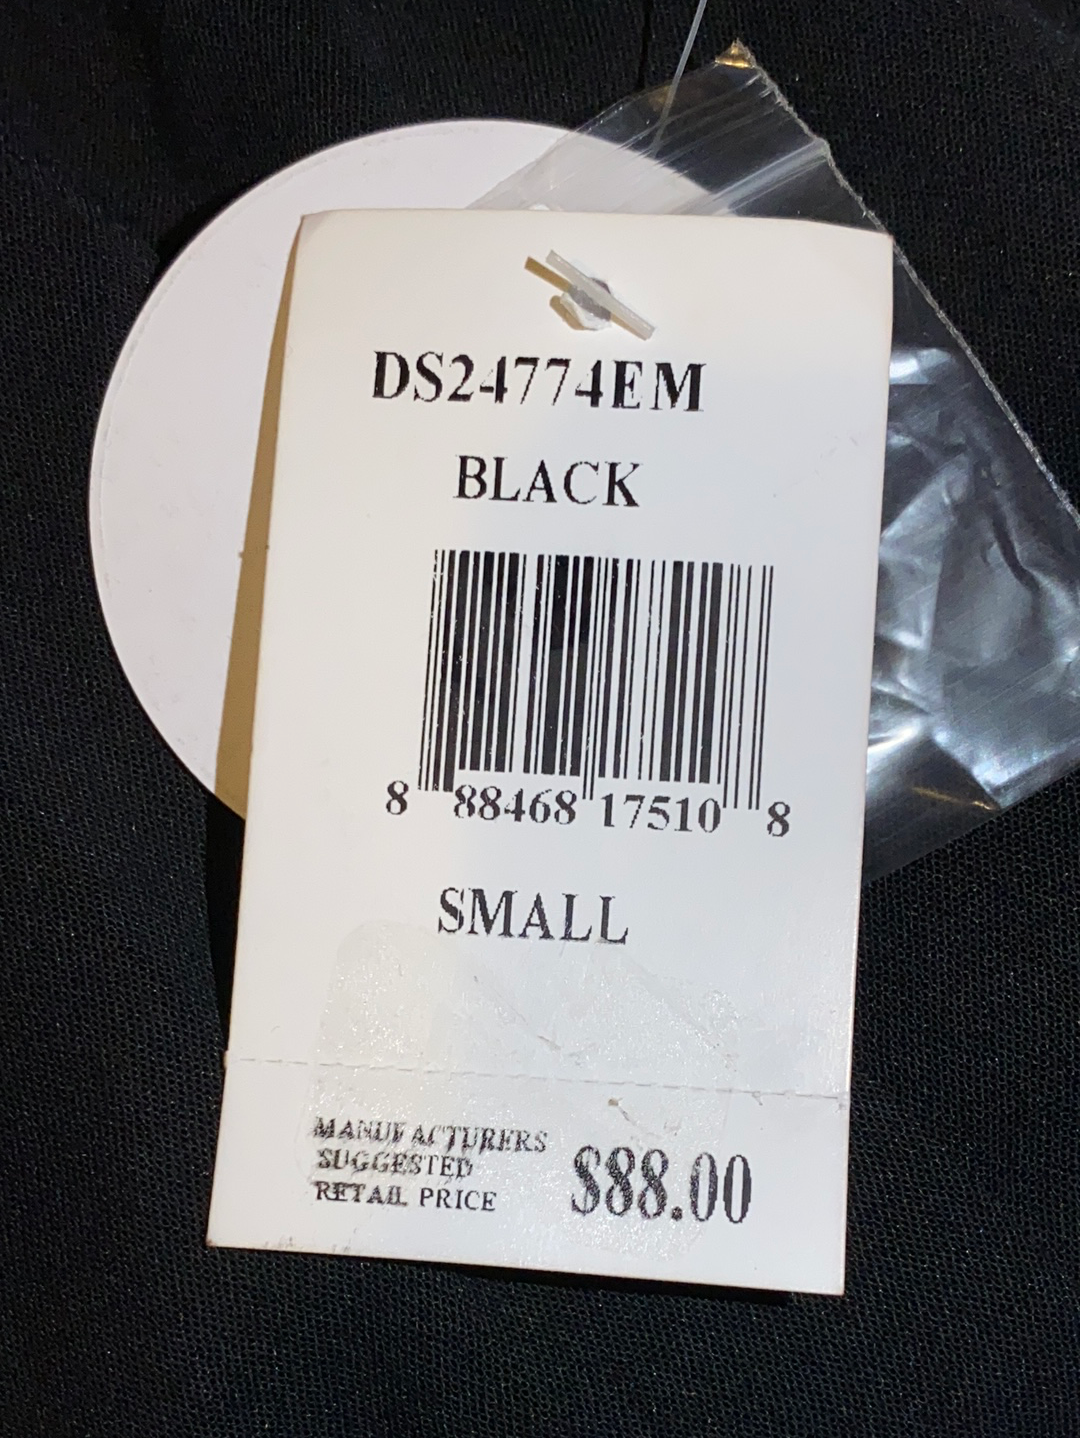 DS24774EM
BLACK
8 88468 17510 8
SMALL
MANUFACTURERS
SUGGESTED
RETAIL PRICE
$88.00